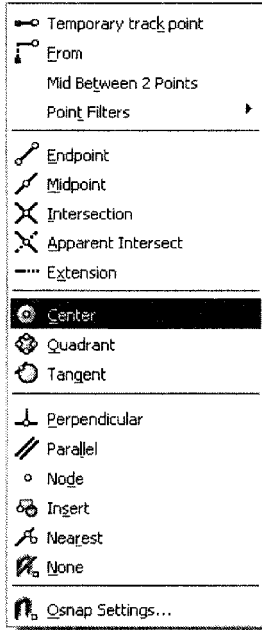 Temporary track point
From
Mid Between 2 Points
Point Filters
Endpoint
Midpoint
Intersection
Apparent Intersect
Extension
Center
Quadrant
Tangent
Perpendicular
Parallel
Node
Insert
Nearest
None
Osnap Settings...